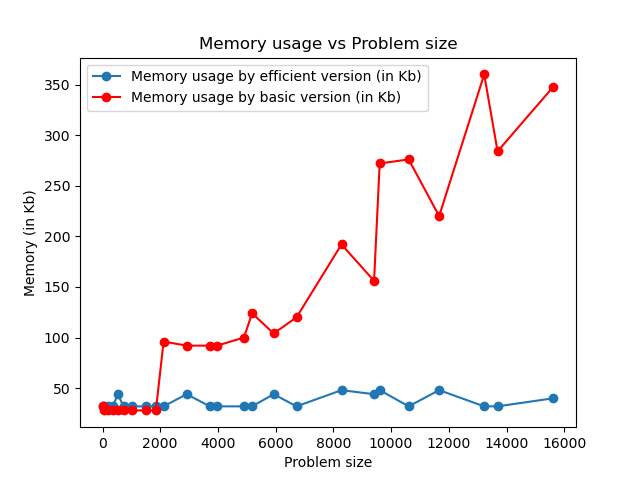 Memory usage vs Problem size
Memory usage by efficient version (in Kb)
Memory usage by basic version (in Kb)
350
300
250
200
150
100
50
Memory (in Kb)
0 2000 4000 6000 8000 10000 12000 14000 16000
Problem size